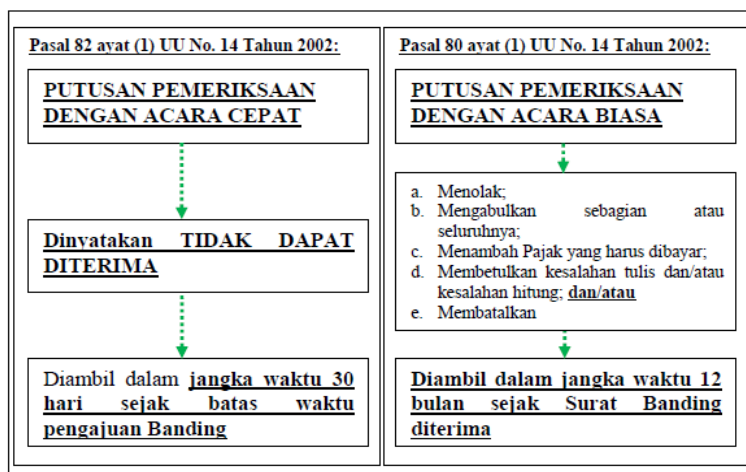 Pasal 82 ayat (1) UU No. 14 Tahun 2002:
PUTUSAN PEMERIKSAAN
DENGAN ACARA CEPAT
Dinyatakan TIDAK DAPAT
DITERIMA
Diambil dalam jangka waktu 30
hari sejak batas waktu
pengajuan Banding
Pasal 80 ayat (1) UU No. 14 Tahun 2002:
PUTUSAN PEMERIKSAAN
DENGAN ACARA BIASA
a. Menolak;
b. Mengabulkan sebagian atau
seluruhnya;
c. Menambah Pajak yang harus dibayar;
d. Membetulkan kesalahan tulis dan/atau
kesalahan hitung; dan/atau
e. Membatalkan
Diambil dalam jangka waktu 12
bulan sejak Surat Banding
diterima